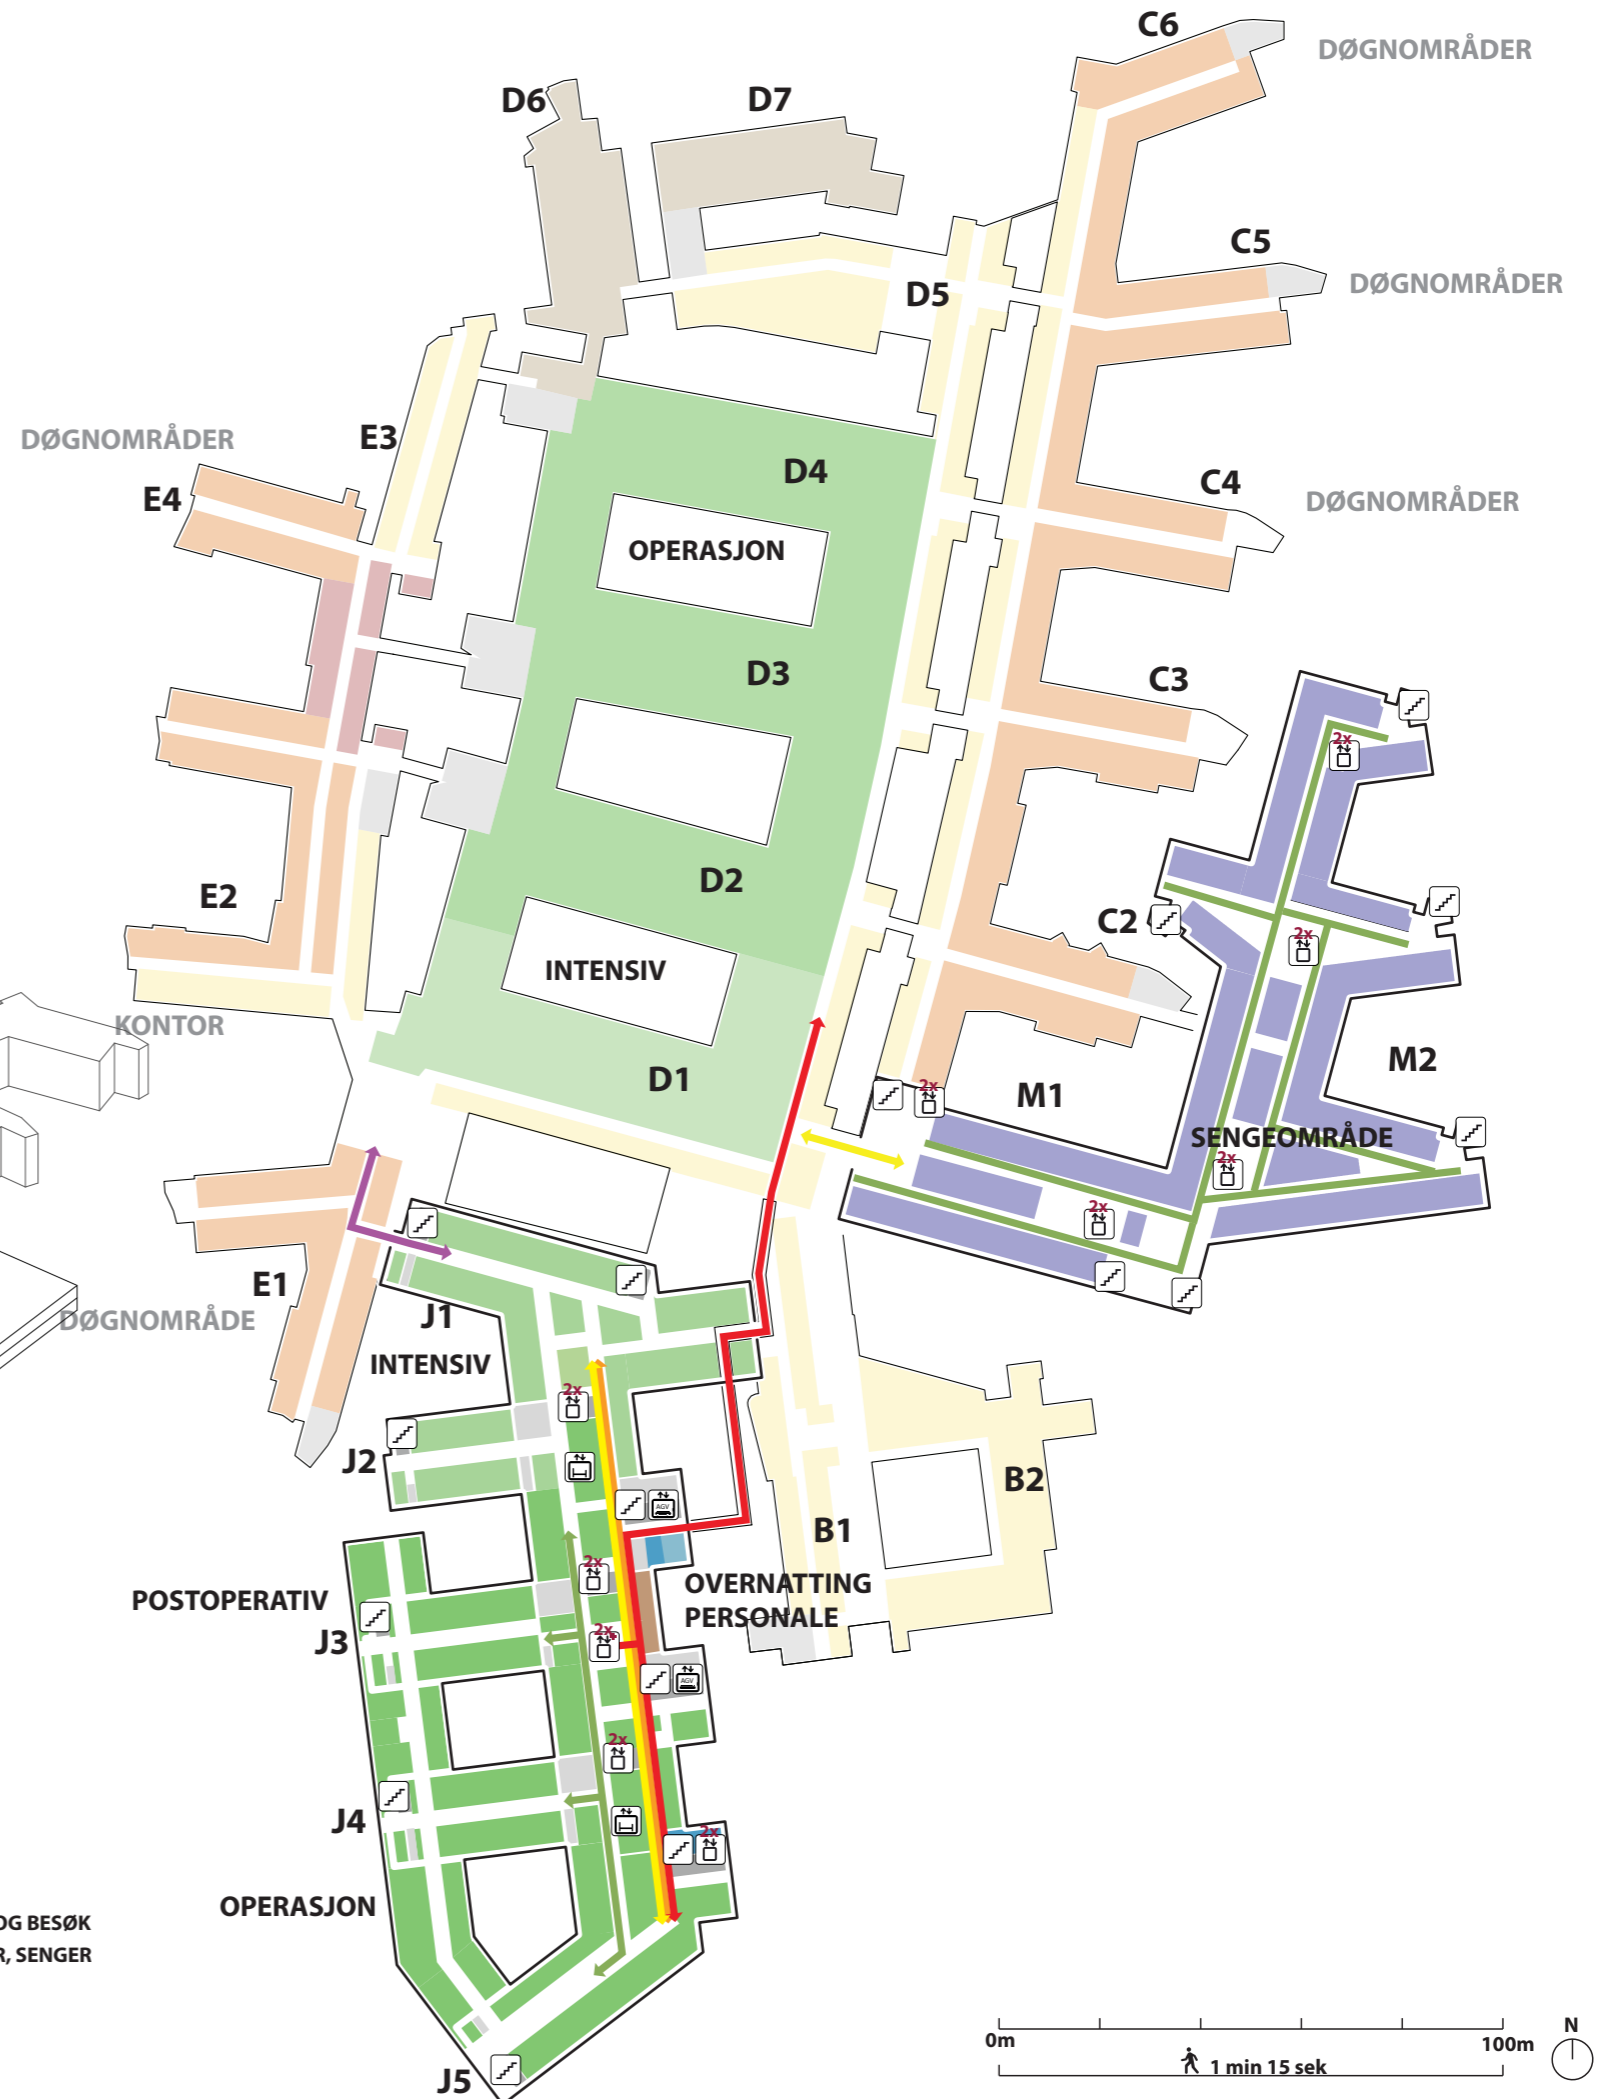 C6
DØGNOMRÅDER
D6
D7
C5
DØGNOMRÅDER
D5
DØGNOMRÅDER
E3
E4
D4
C4
DØGNOMRÅDER
OPERASJON
D3
C3
2x
D2
E2
C2
2x
INTENSIV
KONTOR
M2
D1
2x
M1
SENGEOMRÅDE
2x
2x
E1
DØGNOMRÅDE
J1
INTENSIV
2x
J2
B2
AGV
B1
2x
OVERNATTING
PERSONALE
POSTOPERATIV
J3
2x
AGV
2x
J4
2x
OPERASJON
OG BESØK
R, SENGER
N
0m
100m
1 min 15 sek
J5